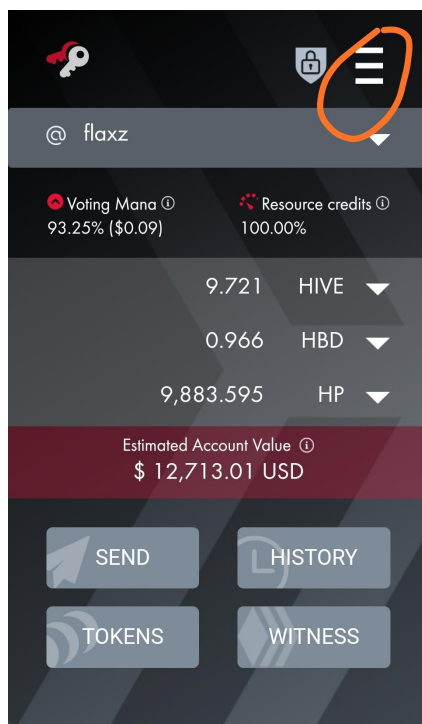 @ flaxz
Voting Mana
93.25% ($0.09)
Resource credits
100.00%
9.721 HIVE
0.966 HBD
9,883.595 HP
Estimated Account Value
$ 12,713.01 USD
SEND
HISTORY
TOKENS
WITNESS